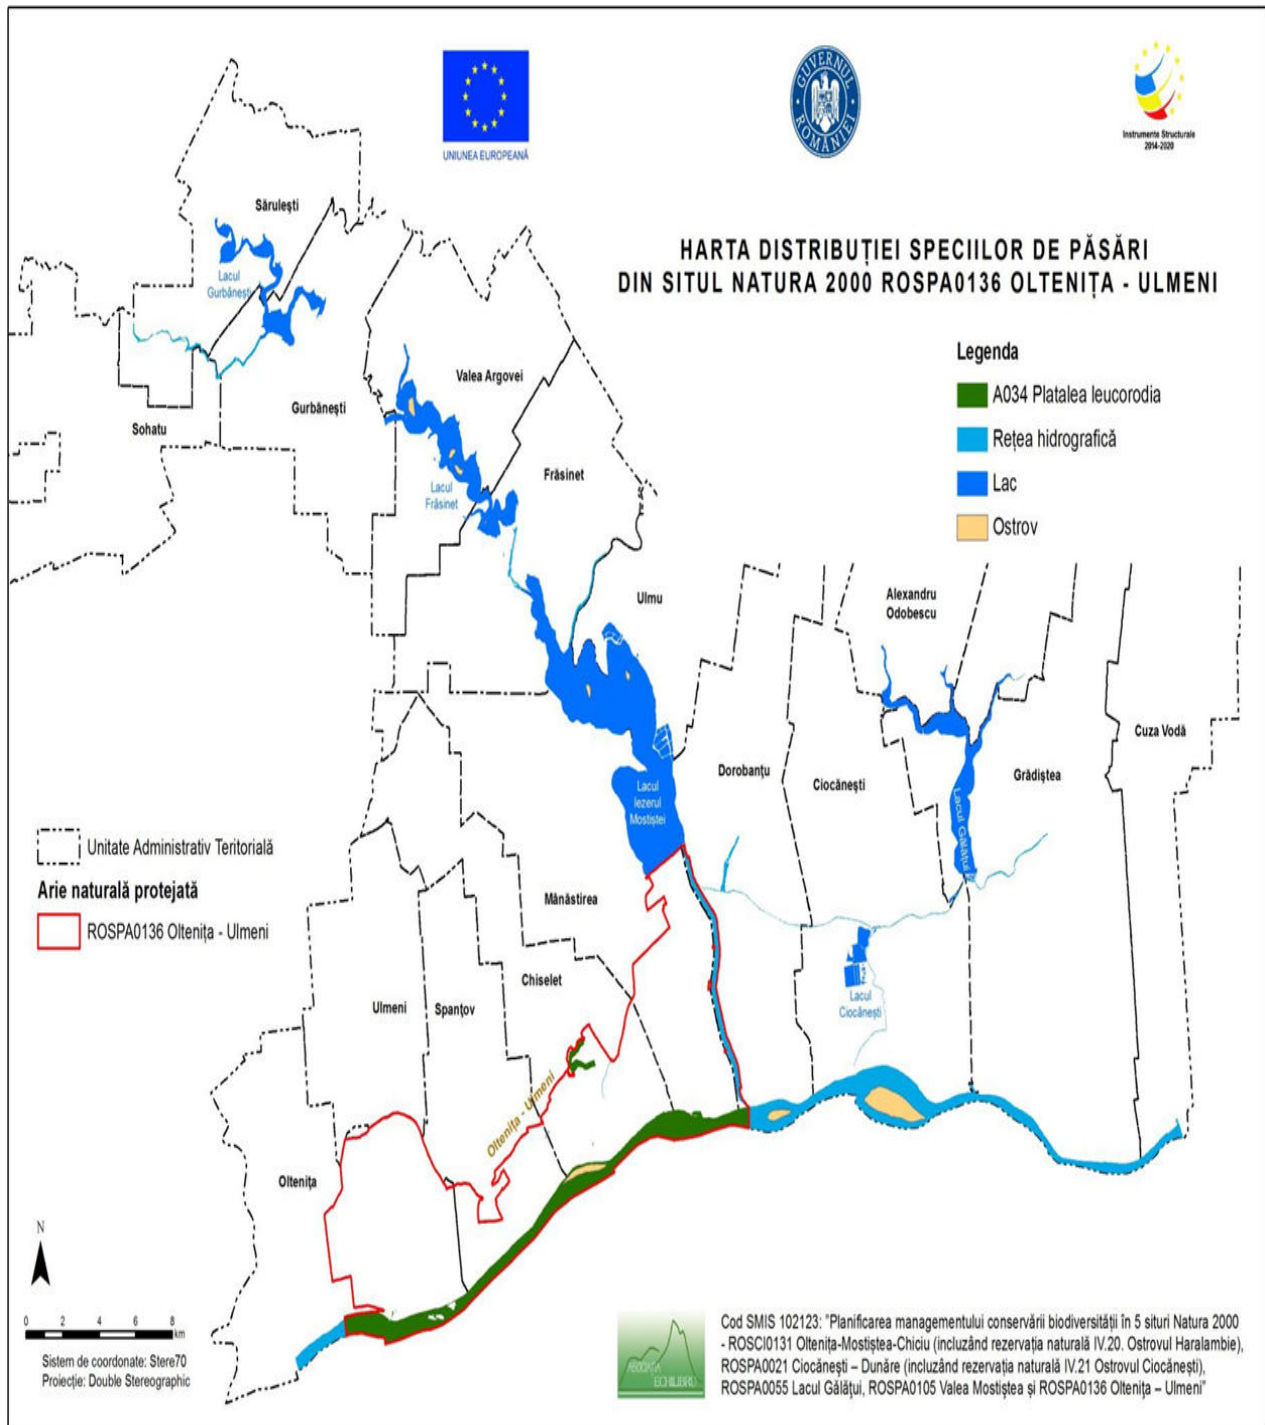 UNIUNEA EUROPEANĂ
GUVERNUL ROMÂNIEI
Instrumente Structurale
2014-2020
HARTA DISTRIBUȚIEI SPECIILOR DE PĂSĂRI
DIN SITUL NATURA 2000 ROSPA0136 OLTENIȚA - ULMENI
Legenda
A034 Platalea leucorodia
Rețea hidrografică
Lac
Ostrov
Sărulești
Lacul
Gurbănești
Valea Argovei
Gurbănești
Sohatu
Frăsinet
Lacul
Frăsinet
Ulmu
Alexandru
Odobescu
Cuza Vodă
Dorobanțu
Ciocănești
Grădiștea
Lacul
Iezerul
Mostiștei
Lacul Gălățui
Unitate Administrativ Teritorială
Arie naturală protejată
ROSPA0136 Oltenița - Ulmeni
Mânăstirea
Chiselet
Ulmeni
Spanțov
Lacul
Ciocănești
Oltenița - Ulmeni
Oltenița
N
0 2 4 6 8
km
Sistem de coordonate: Stere70
Proiecție: Double Stereographic
ASOCIAȚIA
ECHILIBRU
Cod SMIS 102123: "Planificarea managementului conservării biodiversității în 5 situri Natura 2000
- ROSCI0131 Oltenița-Mostiștea-Chiciu (incluzând rezervația naturală IV.20. Ostrovul Haralambie),
ROSPA0021 Ciocănești – Dunăre (incluzând rezervația naturală IV.21 Ostrovul Ciocănești),
ROSPA0055 Lacul Gălățui, ROSPA0105 Valea Mostiștea și ROSPA0136 Oltenița – Ulmeni"